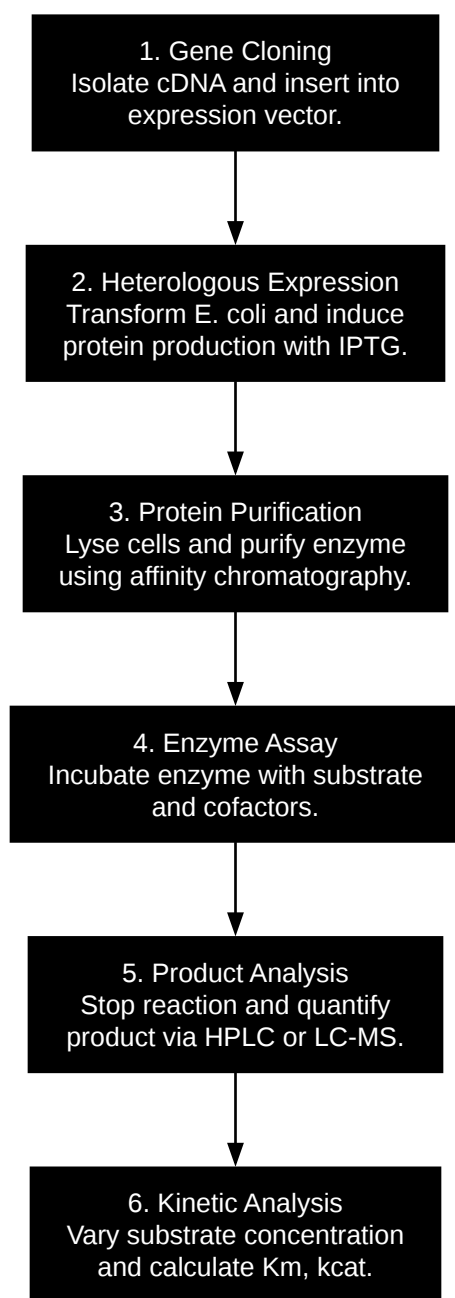 1. Gene Cloning
Isolate cDNA and insert into
expression vector.
2. Heterologous Expression
Transform E. coli and induce
protein production with IPTG.
3. Protein Purification
Lyse cells and purify enzyme
using affinity chromatography.
4. Enzyme Assay
Incubate enzyme with substrate
and cofactors.
5. Product Analysis
Stop reaction and quantify
product via HPLC or LC-MS.
6. Kinetic Analysis
Vary substrate concentration
and calculate Km, kcat.